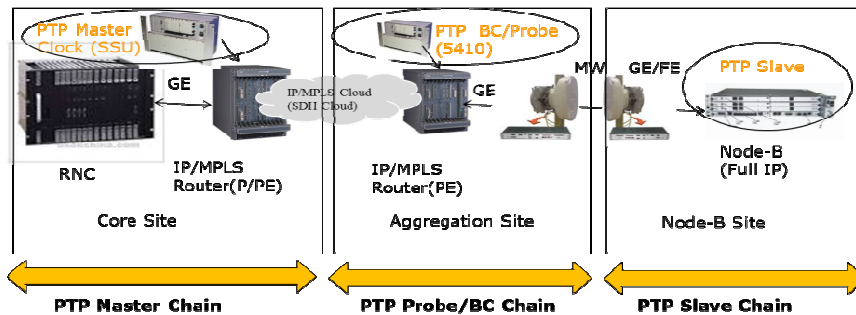 PTP Master
Clock (SSU)
GE
RNC
IP/MPLS
Router(P/PE)
Core Site
IP/MPLS Cloud
(SDH Cloud)
PTP BC/Probe
(5410)
GE
IP/MPLS
Router(PE)
Aggregation Site
MW
GE/FE
PTP Slave
Node-B
(Full IP)
Node-B Site
PTP Master Chain
PTP Probe/BC Chain
PTP Slave Chain